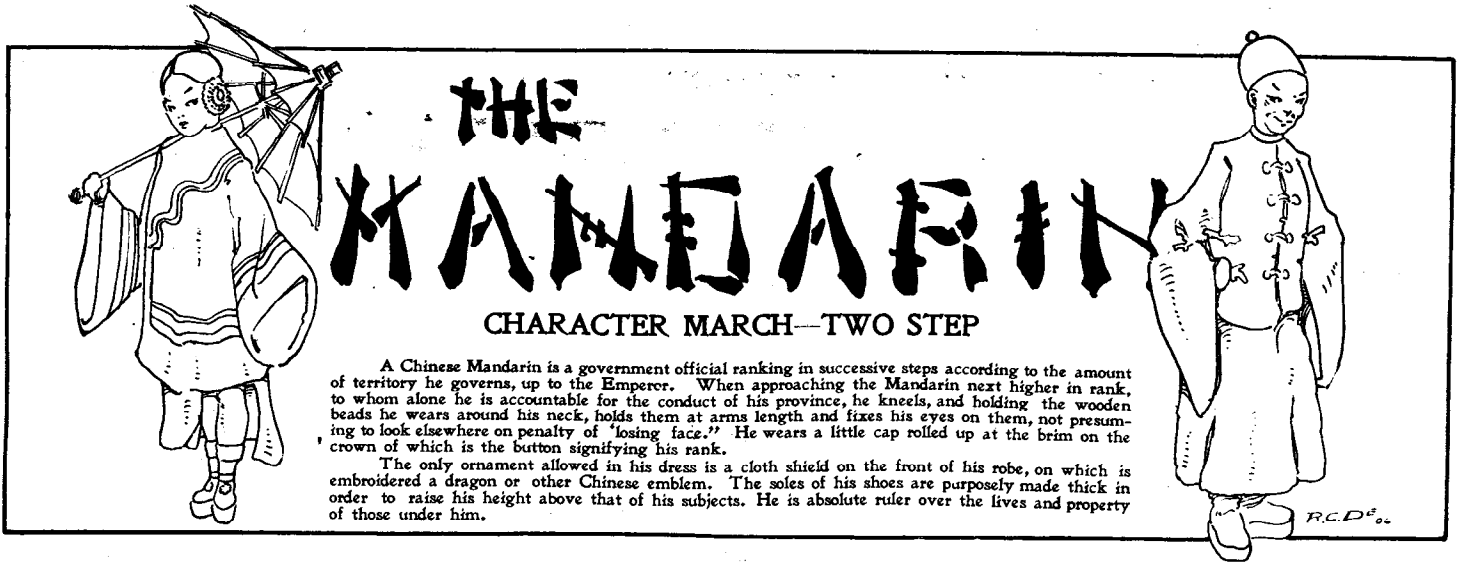 THE
MANDARIN
CHARACTER MARCH—TWO STEP
A Chinese Mandarin is a government official ranking in successive steps according to the amount
of territory he governs, up to the Emperor. When approaching the Mandarin next higher in rank,
to whom alone he is accountable for the conduct of his province, he kneels, and holding the wooden
beads he wears around his neck, holds them at arms length and fixes his eyes on them, not presum-
ing to look elsewhere on penalty of 'losing face." He wears a little cap rolled up at the brim on the
crown of which is the button signifying his rank.
The only ornament allowed in his dress is a cloth shield on the front of his robe, on which is
embroidered a dragon or other Chinese emblem. The soles of his shoes are purposely made thick in
order to raise his height above that of his subjects. He is absolute ruler over the lives and property
of those under him.
R.C.DE 06